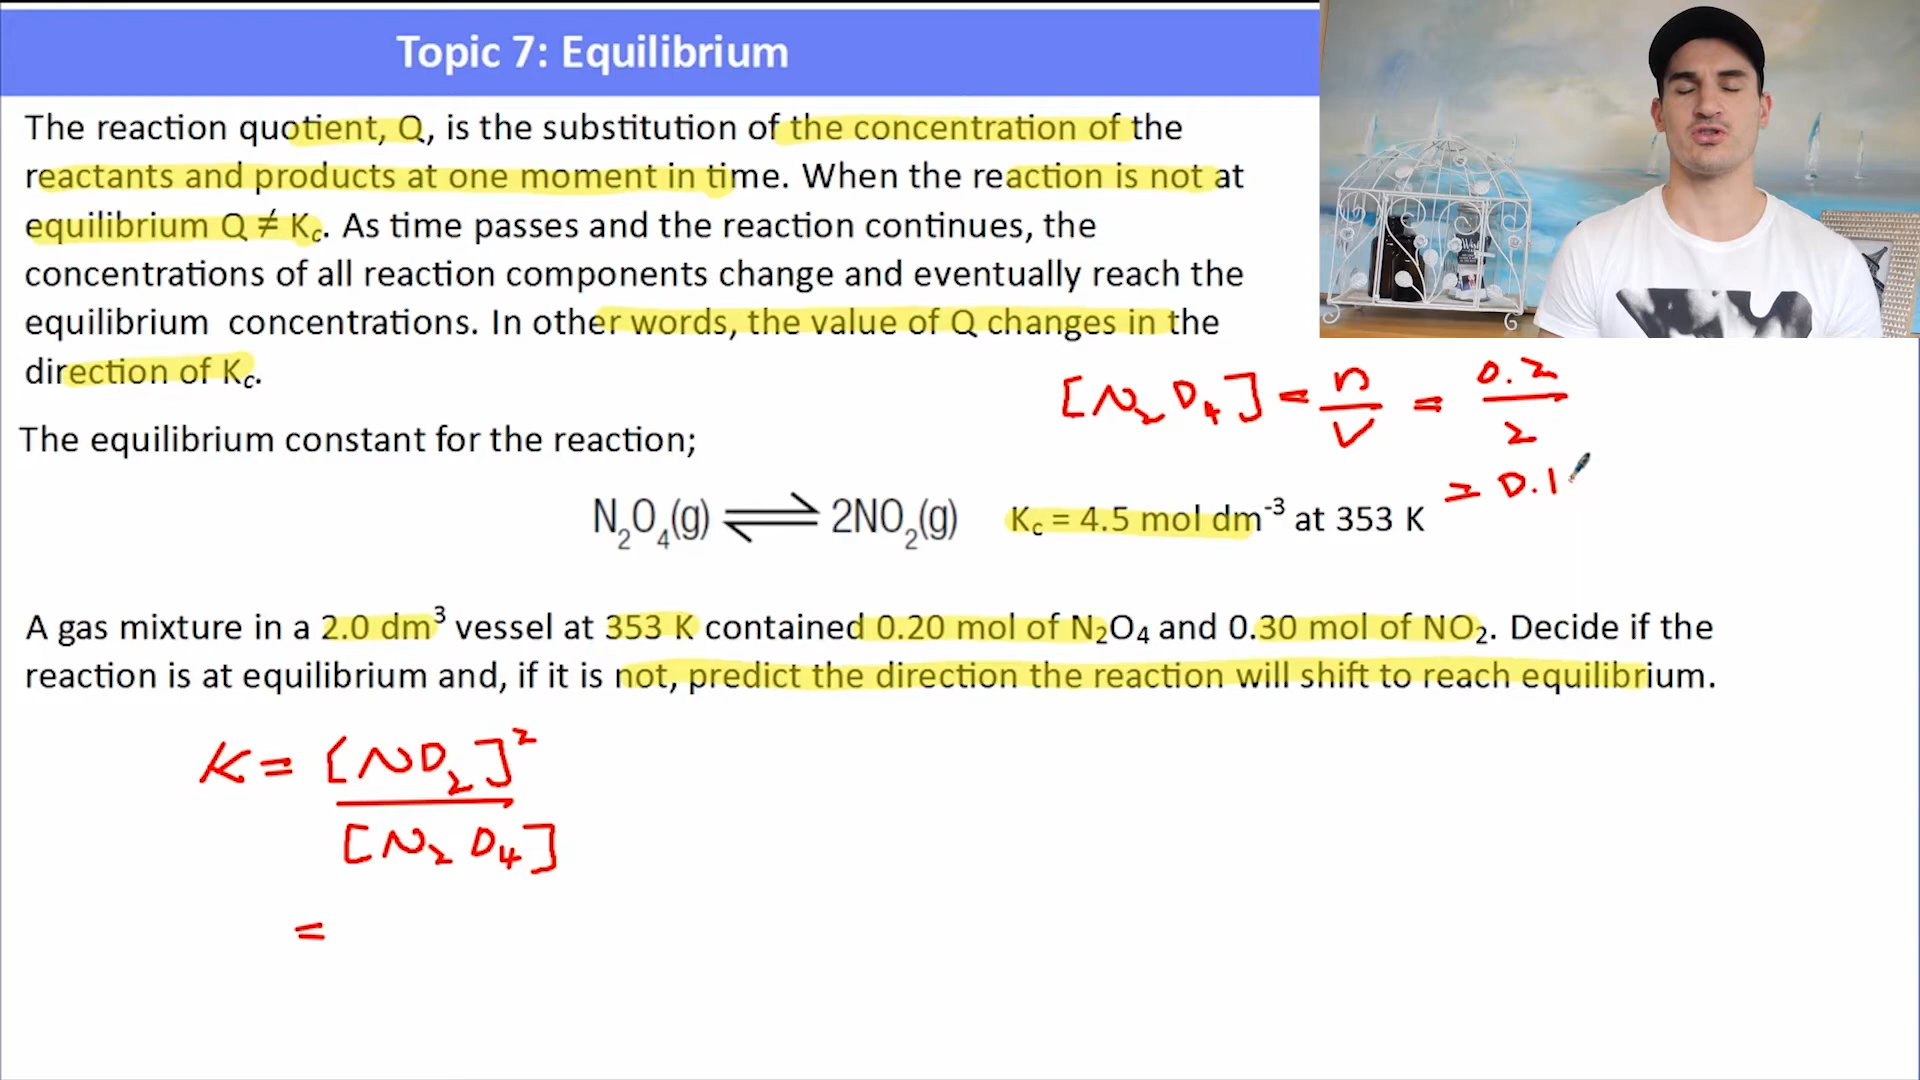 Topic 7: Equilibrium
The reaction quotient, Q, is the substitution of the concentration of the
reactants and products at one moment in time. When the reaction is not at
equilibrium Q ≠ Kc. As time passes and the reaction continues, the
concentrations of all reaction components change and eventually reach the
equilibrium concentrations. In other words, the value of Q changes in the
direction of Kc.
[N2O4] = n/V = 0.2/2
= 0.1
The equilibrium constant for the reaction;
N2O4(g) ⇌ 2NO2(g) Kc = 4.5 mol dm-3 at 353 K
A gas mixture in a 2.0 dm3 vessel at 353 K contained 0.20 mol of N2O4 and 0.30 mol of NO2. Decide if the
reaction is at equilibrium and, if it is not, predict the direction the reaction will shift to reach equilibrium.
K = [NO2]2
[N2O4]
=